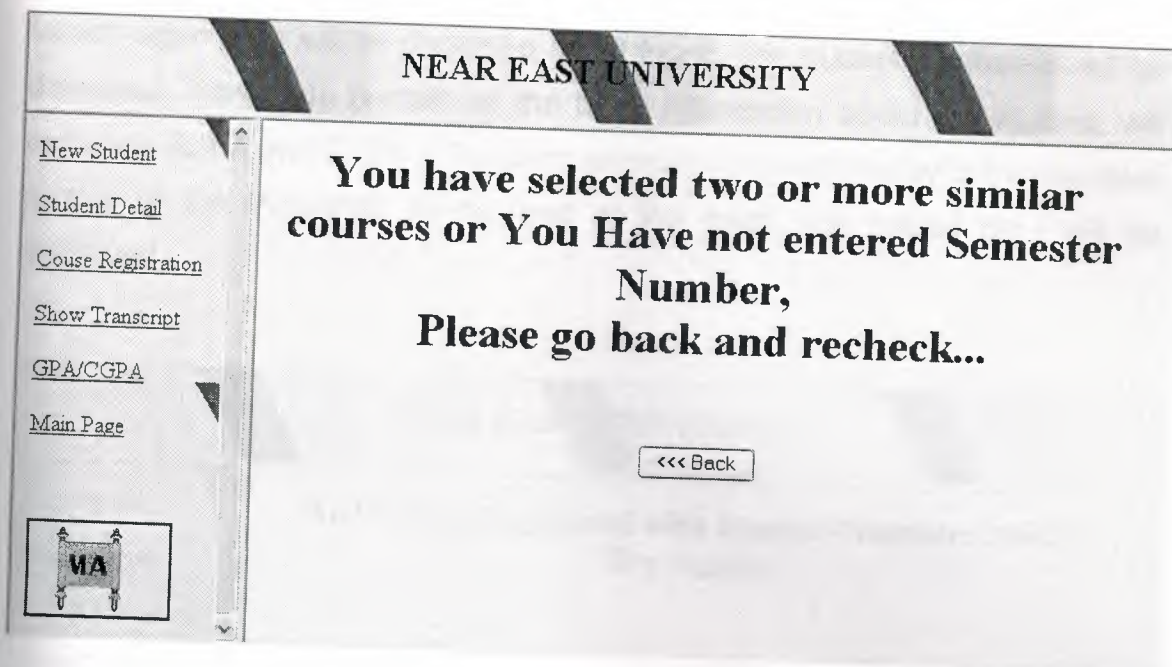 NEAR EAST UNIVERSITY
New Student
Student Detail
Couse Registration
Show Transcript
GPA/CGPA
Main Page
You have selected two or more similar
courses or You Have not entered Semester
Number,
Please go back and recheck...
<<< Back